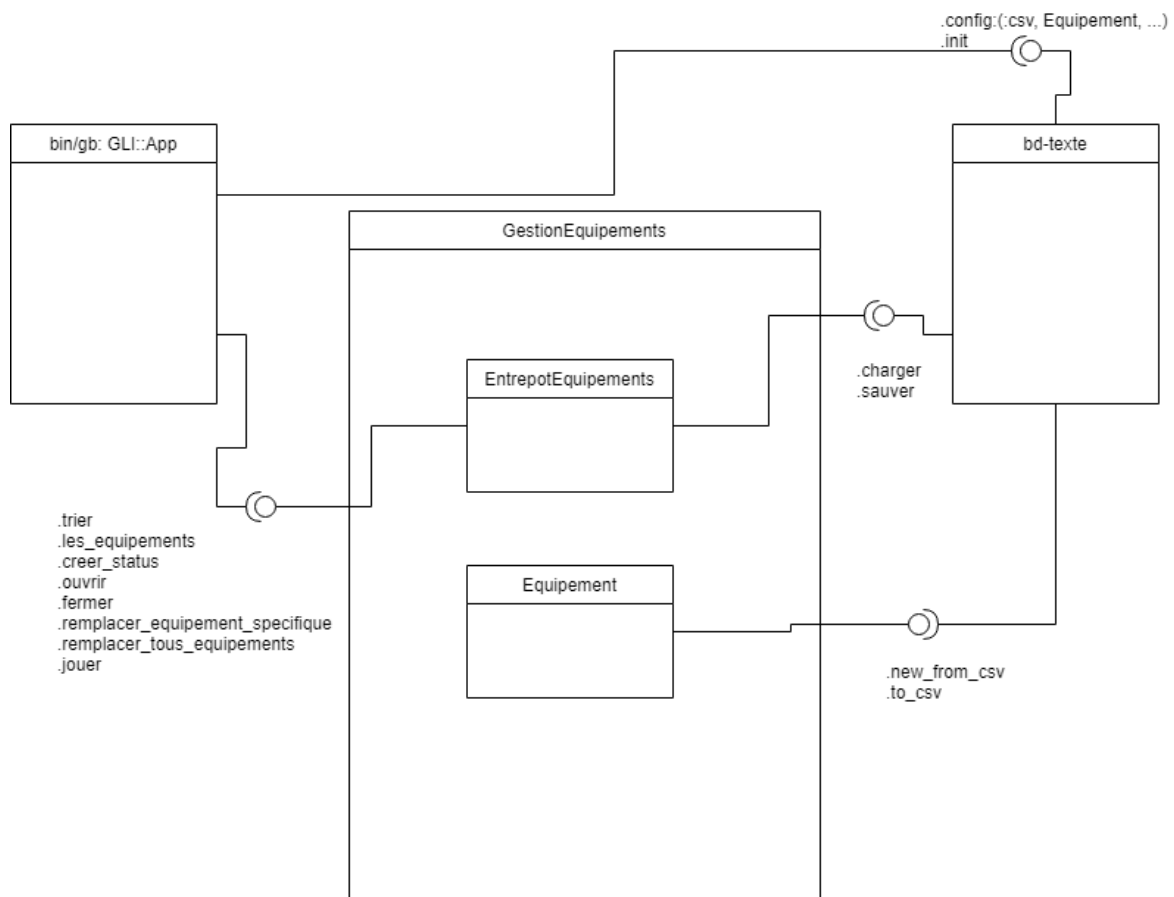 .config:(:csv, Equipement, ...)
.init
bin/gb: GLI::App
bd-texte
GestionEquipements
EntrepotEquipements
.charger
.sauver
.trier
.les_equipements
.creer_status
.ouvrir
.fermer
.remplacer_equipement_specifique
.remplacer_tous_equipements
.jouer
Equipement
.new_from_csv
.to_csv